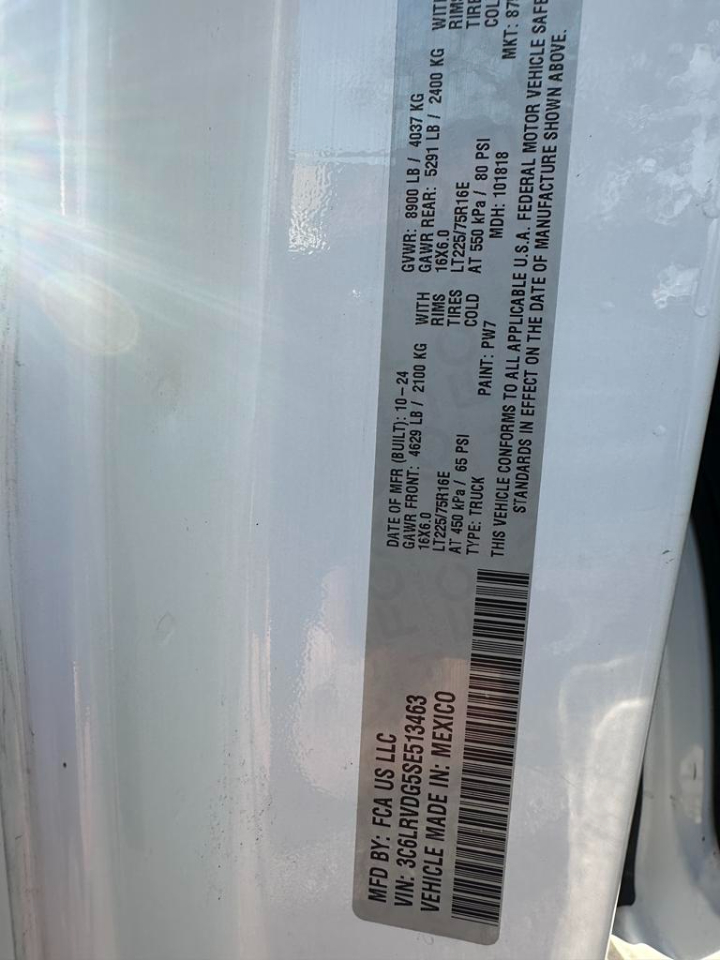 MFD BY: FCA US LLC
VIN: 3C6LRVDG5SE513463
VEHICLE MADE IN: MEXICO
DATE OF MFR (BUILT): 10-24
GAWR FRONT: 4629 LB / 2100 KG WITH
16X6.0 RIMS
LT225/75R16E TIRES
AT 450 kPa / 65 PSI COLD
TYPE: TRUCK
GVWR: 8900 LB / 4037 KG
GAWR REAR: 5291 LB / 2400 KG
16X6.0
LT225/75R16E
AT 550 kPa / 80 PSI
MDH: 101818
PAINT: PW7
MKT:
THIS VEHICLE CONFORMS TO ALL APPLICABLE U.S.A. FEDERAL MOTOR VEHICLE
STANDARDS IN EFFECT ON THE DATE OF MANUFACTURE SHOWN ABOVE.